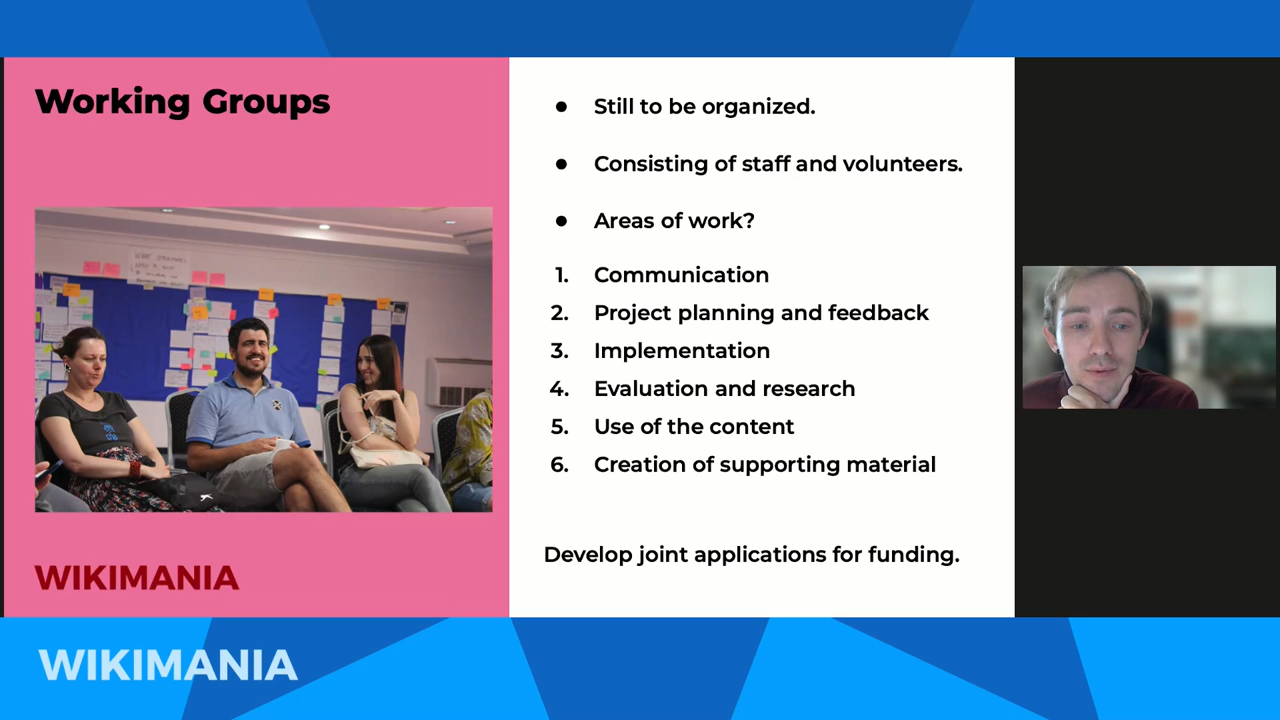 Working Groups
WIKIMANIA
● Still to be organized.
● Consisting of staff and volunteers.
● Areas of work?
1. Communication
2. Project planning and feedback
3. Implementation
4. Evaluation and research
5. Use of the content
6. Creation of supporting material
Develop joint applications for funding.
WIKIMANIA